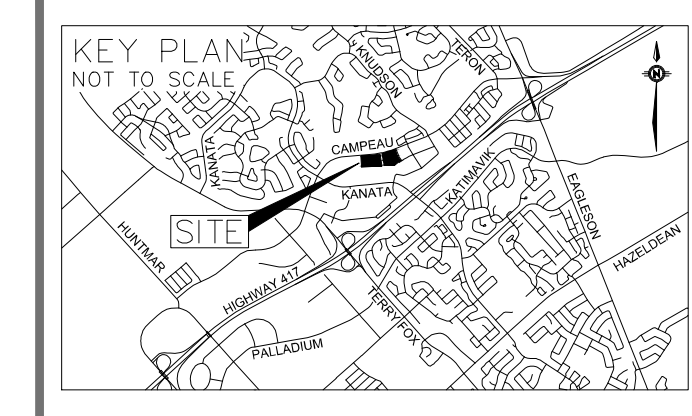 KEY PLAN
NOT TO SCALE
KNUDSON
TERON
N
CAMPEAU
KANATA
KANATA
KATIMAVIK
SITE
EAGLESON
HUNTMAR
HAZELDEAN
HIGHWAY 417
TERRY FOX
PALLADIUM